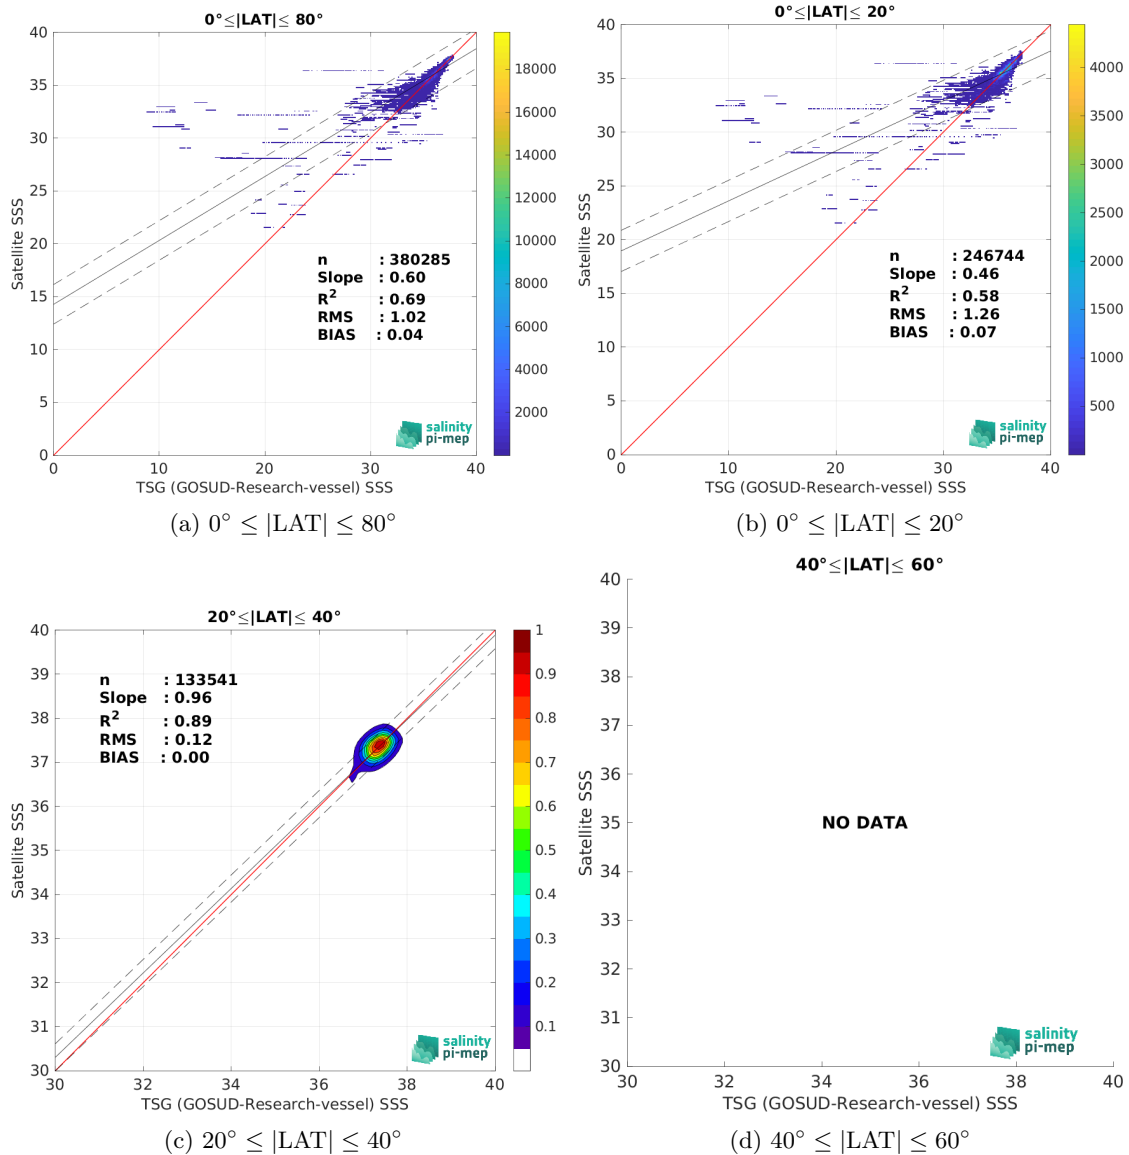 0°≤|LAT|≤ 80°
40
35
30
25
20
15
10
5
0
Satellite SSS
n : 380285
Slope : 0.60
R2 : 0.69
RMS : 1.02
BIAS : 0.04
salinity
pi-mep
0 10 20 30 40
TSG (GOSUD-Research-vessel) SSS
18000
16000
14000
12000
10000
8000
6000
4000
2000
(a) 0° ≤ |LAT| ≤ 80°
0°≤|LAT|≤ 20°
40
35
30
25
20
15
10
5
0
Satellite SSS
n : 246744
Slope : 0.46
R2 : 0.58
RMS : 1.26
BIAS : 0.07
salinity
pi-mep
0 10 20 30 40
TSG (GOSUD-Research-vessel) SSS
4000
3500
3000
2500
2000
1500
1000
500
(b) 0° ≤ |LAT| ≤ 20°
20°≤|LAT|≤ 40°
40
39
38
37
36
35
34
33
32
31
30
Satellite SSS
n : 133541
Slope : 0.96
R2 : 0.89
RMS : 0.12
BIAS : 0.00
salinity
pi-mep
30 32 34 36 38 40
TSG (GOSUD-Research-vessel) SSS
1
0.9
0.8
0.7
0.6
0.5
0.4
0.3
0.2
0.1
(c) 20° ≤ |LAT| ≤ 40°
40°≤|LAT|≤ 60°
40
39
38
37
36
35
34
33
32
31
30
Satellite SSS
NO DATA
salinity
pi-mep
30 32 34 36 38 40
TSG (GOSUD-Research-vessel) SSS
(d) 40° ≤ |LAT| ≤ 60°